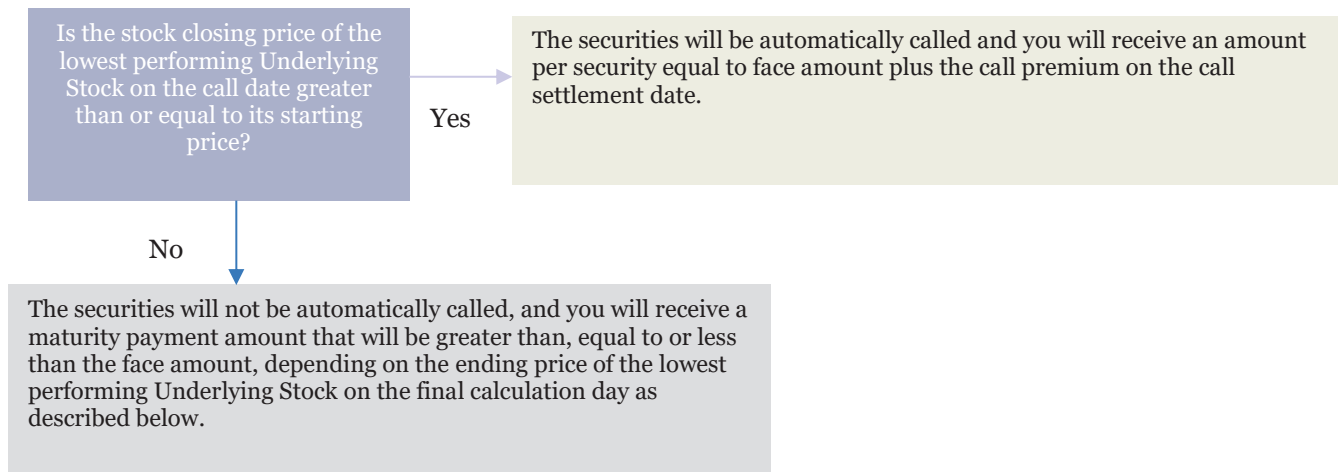 Is the stock closing price of the
lowest performing Underlying
Stock on the call date greater
than or equal to its starting
price?
Yes
The securities will be automatically called and you will receive an amount
per security equal to face amount plus the call premium on the call
settlement date.
No
The securities will not be automatically called, and you will receive a
maturity payment amount that will be greater than, equal to or less
than the face amount, depending on the ending price of the lowest
performing Underlying Stock on the final calculation day as
described below.